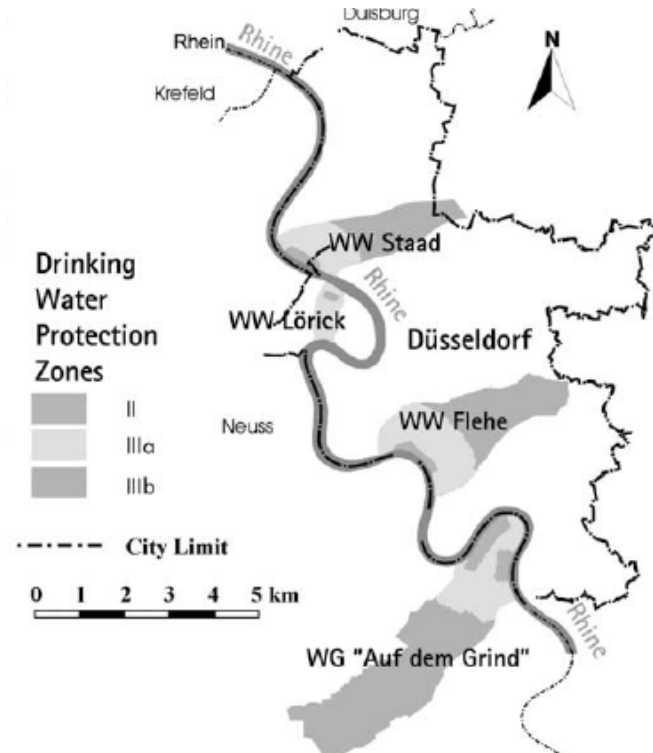 Duisburg
Rhein
Rhine
N
Krefeld
WW Staad
Drinking
Water
Protection
Zones
Rhine
WW Lörick
Düsseldorf
II
IIIa
IIIb
Neuss
WW Flehe
City Limit
0 1 2 3 4 5 km
Rhine
WG "Auf dem Grind"